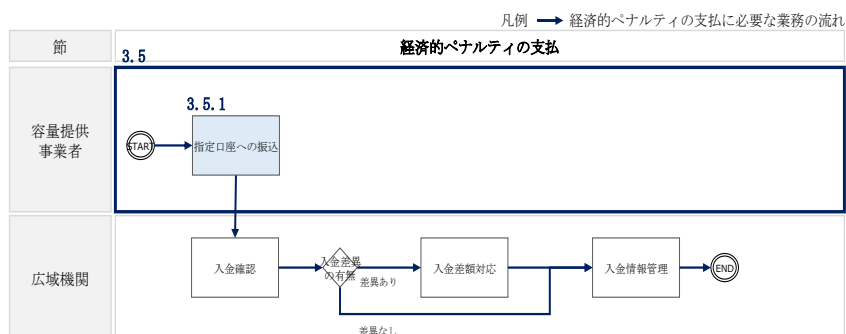 凡例 経済的ペナルティの支払に必要な業務の流れ
節
経済的ペナルティの支払
3.5
3.5.1
容量提供
事業者
START
指定口座への振込
広域機関
入金確認
入金差異
の有無
差異あり
入金差額対応
入金情報管理
END
差異なし